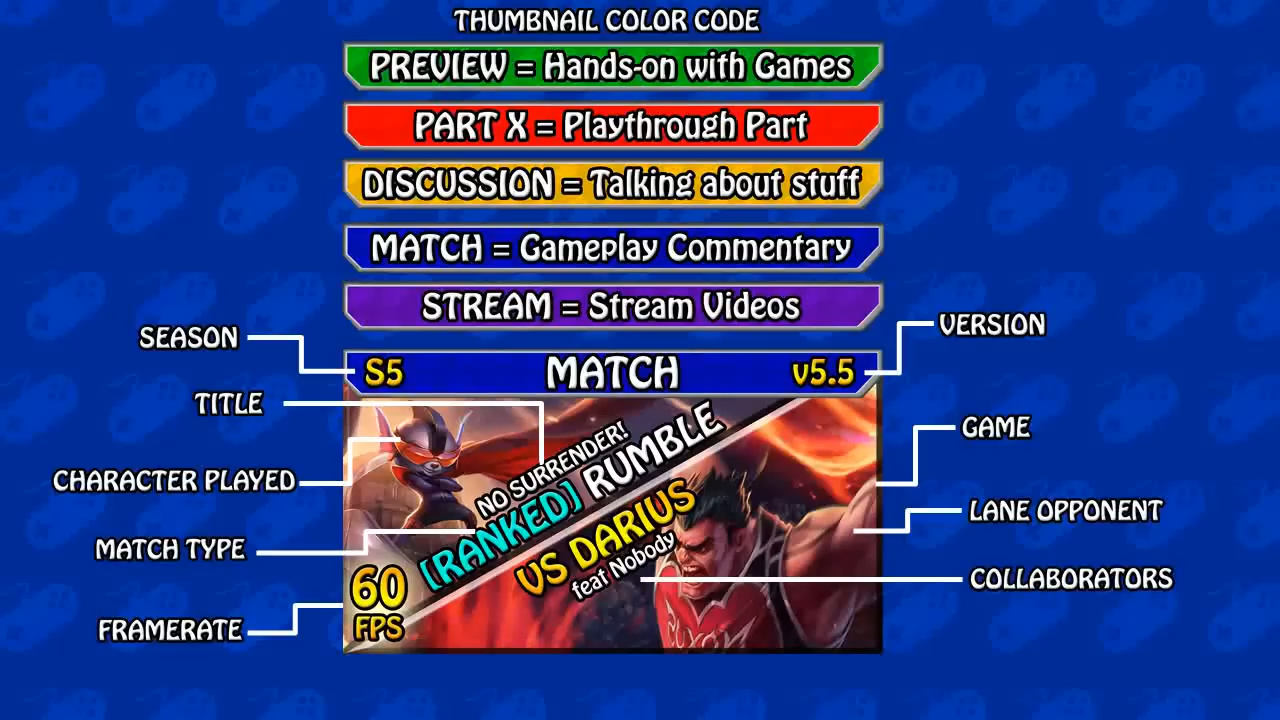 THUMBNAIL COLOR CODE
PREVIEW = Hands-on with Games
PART X = Playthrough Part
DISCUSSION = Talking about stuff
MATCH = Gameplay Commentary
STREAM = Stream Videos
SEASON
VERSION
S5 MATCH v5.5
TITLE
GAME
CHARACTER PLAYED
NO SURRENDER!
[RANKED] RUMBLE
VS DARIUS
feat Nobody
LANE OPPONENT
MATCH TYPE
COLLABORATORS
60
FPS
FRAMERATE